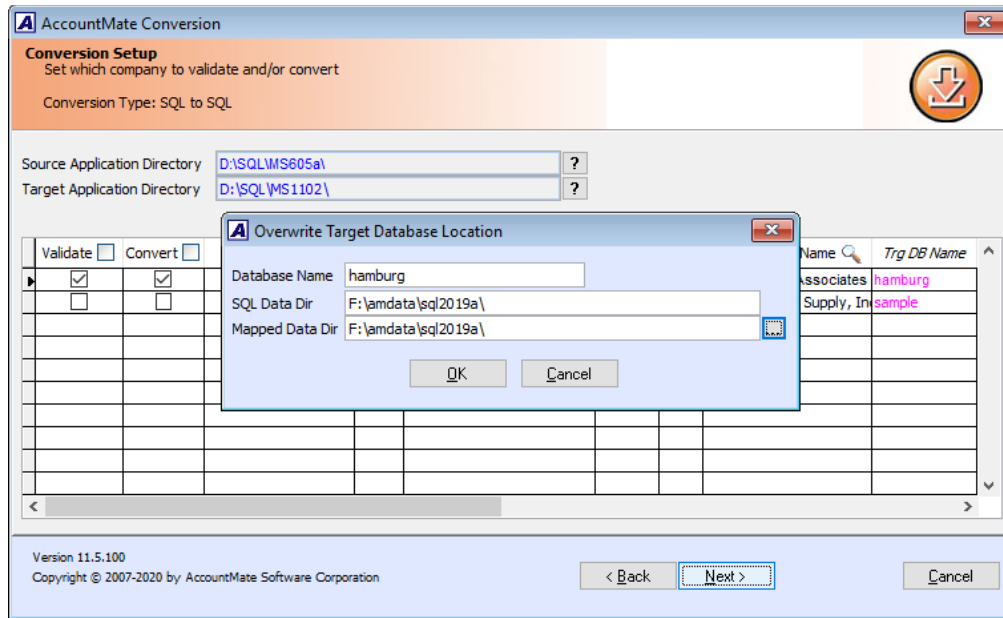 AccountMate Conversion
Conversion Setup
Set which company to validate and/or convert
Conversion Type: SQL to SQL
Source Application Directory D:\SQL\MS605a\ ?
Target Application Directory D:\SQL\MS1102\ ?
Overwrite Target Database Location
Validate Convert Name Trg DB Name
Database Name hamburg
Associates hamburg
SQL Data Dir F:\amdata\sql2019a\
Supply, In sample
Mapped Data Dir F:\amdata\sql2019a\ ...
OK Cancel
Version 11.5.100
Copyright © 2007-2020 by AccountMate Software Corporation
< Back Next > Cancel